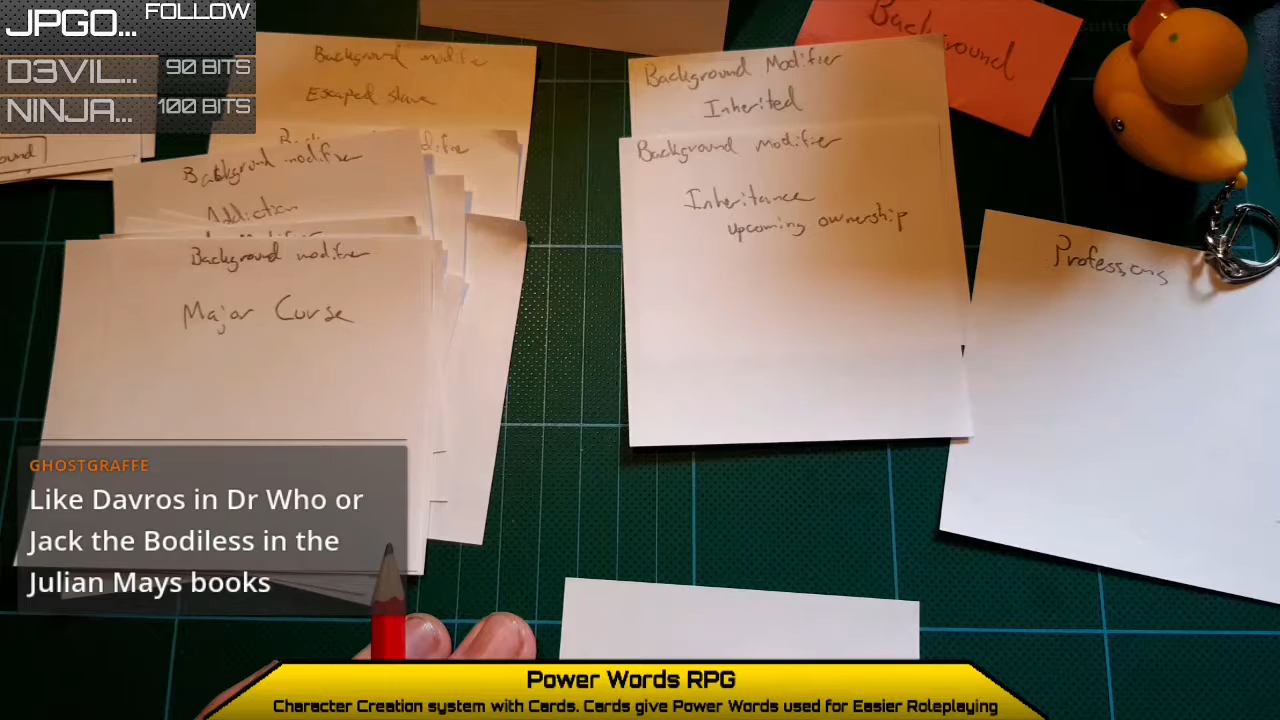 JPGO... FOLLOW
D3VIL... 90 BITS
NINJA... 100 BITS
ound
Background modifier
Escaped slave
difier
Background modifier
Addiction
Modifier
Background modifier
Major Curse
Background
Background Modifier
Inherited
Background modifier
Inheritance
upcoming ownership
Professions
GHOSTGRAFFE
Like Davros in Dr Who or
Jack the Bodiless in the
Julian Mays books
Power Words RPG
Character Creation system with Cards. Cards give Power Words used for Easier Roleplaying